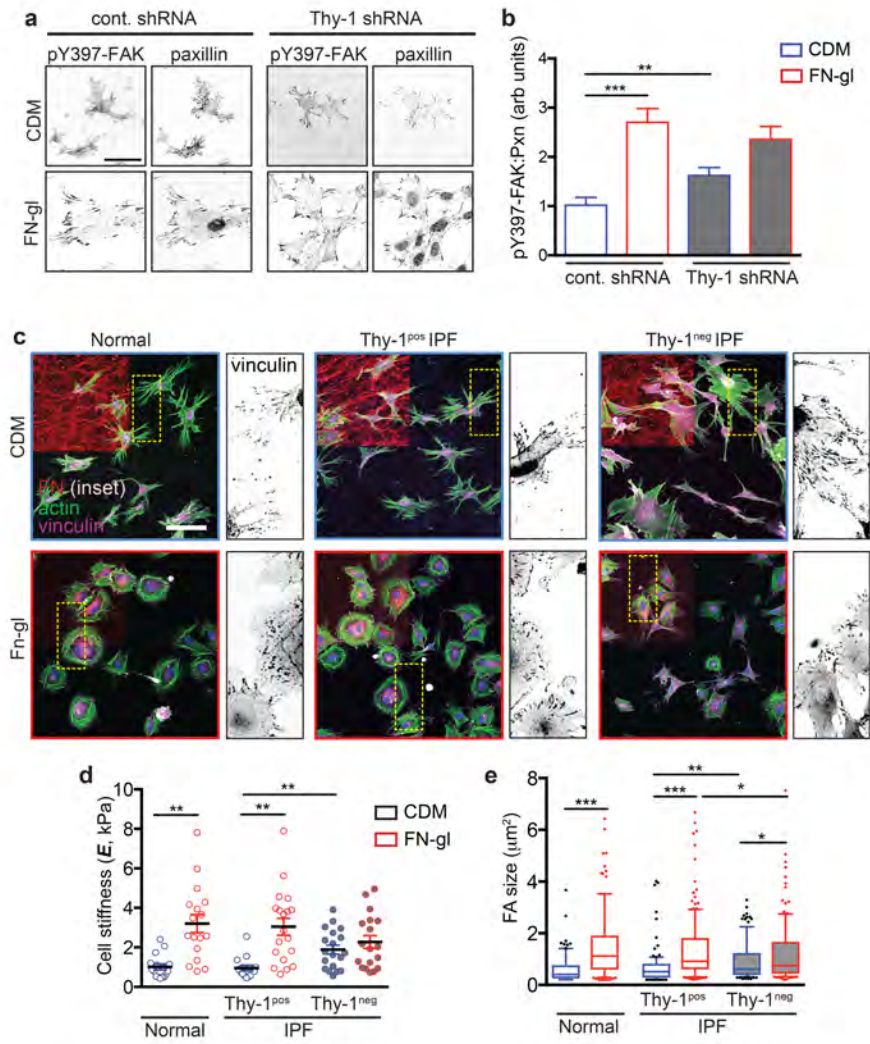 a
cont. shRNA
Thy-1 shRNA
pY397-FAK paxillin
pY397-FAK paxillin
CDM
FN-gl
b
pY397-FAK:Pxn (arb units)
5
4
3
2
1
0
**
***
CDM
FN-gl
cont. shRNA Thy-1 shRNA
c
Normal
Thy-1pos IPF
Thy-1neg IPF
vinculin
CDM
FN (inset)
actin
vinculin
Fn-gl
d
Cell stiffness (E, kPa)
10
8
6
4
2
0
**
**
**
CDM
FN-gl
Thy-1pos Thy-1neg
Normal IPF
e
FA size (μm2)
8
6
4
2
0
***
**
***
*
*
Thy-1pos Thy-1neg
Normal IPF